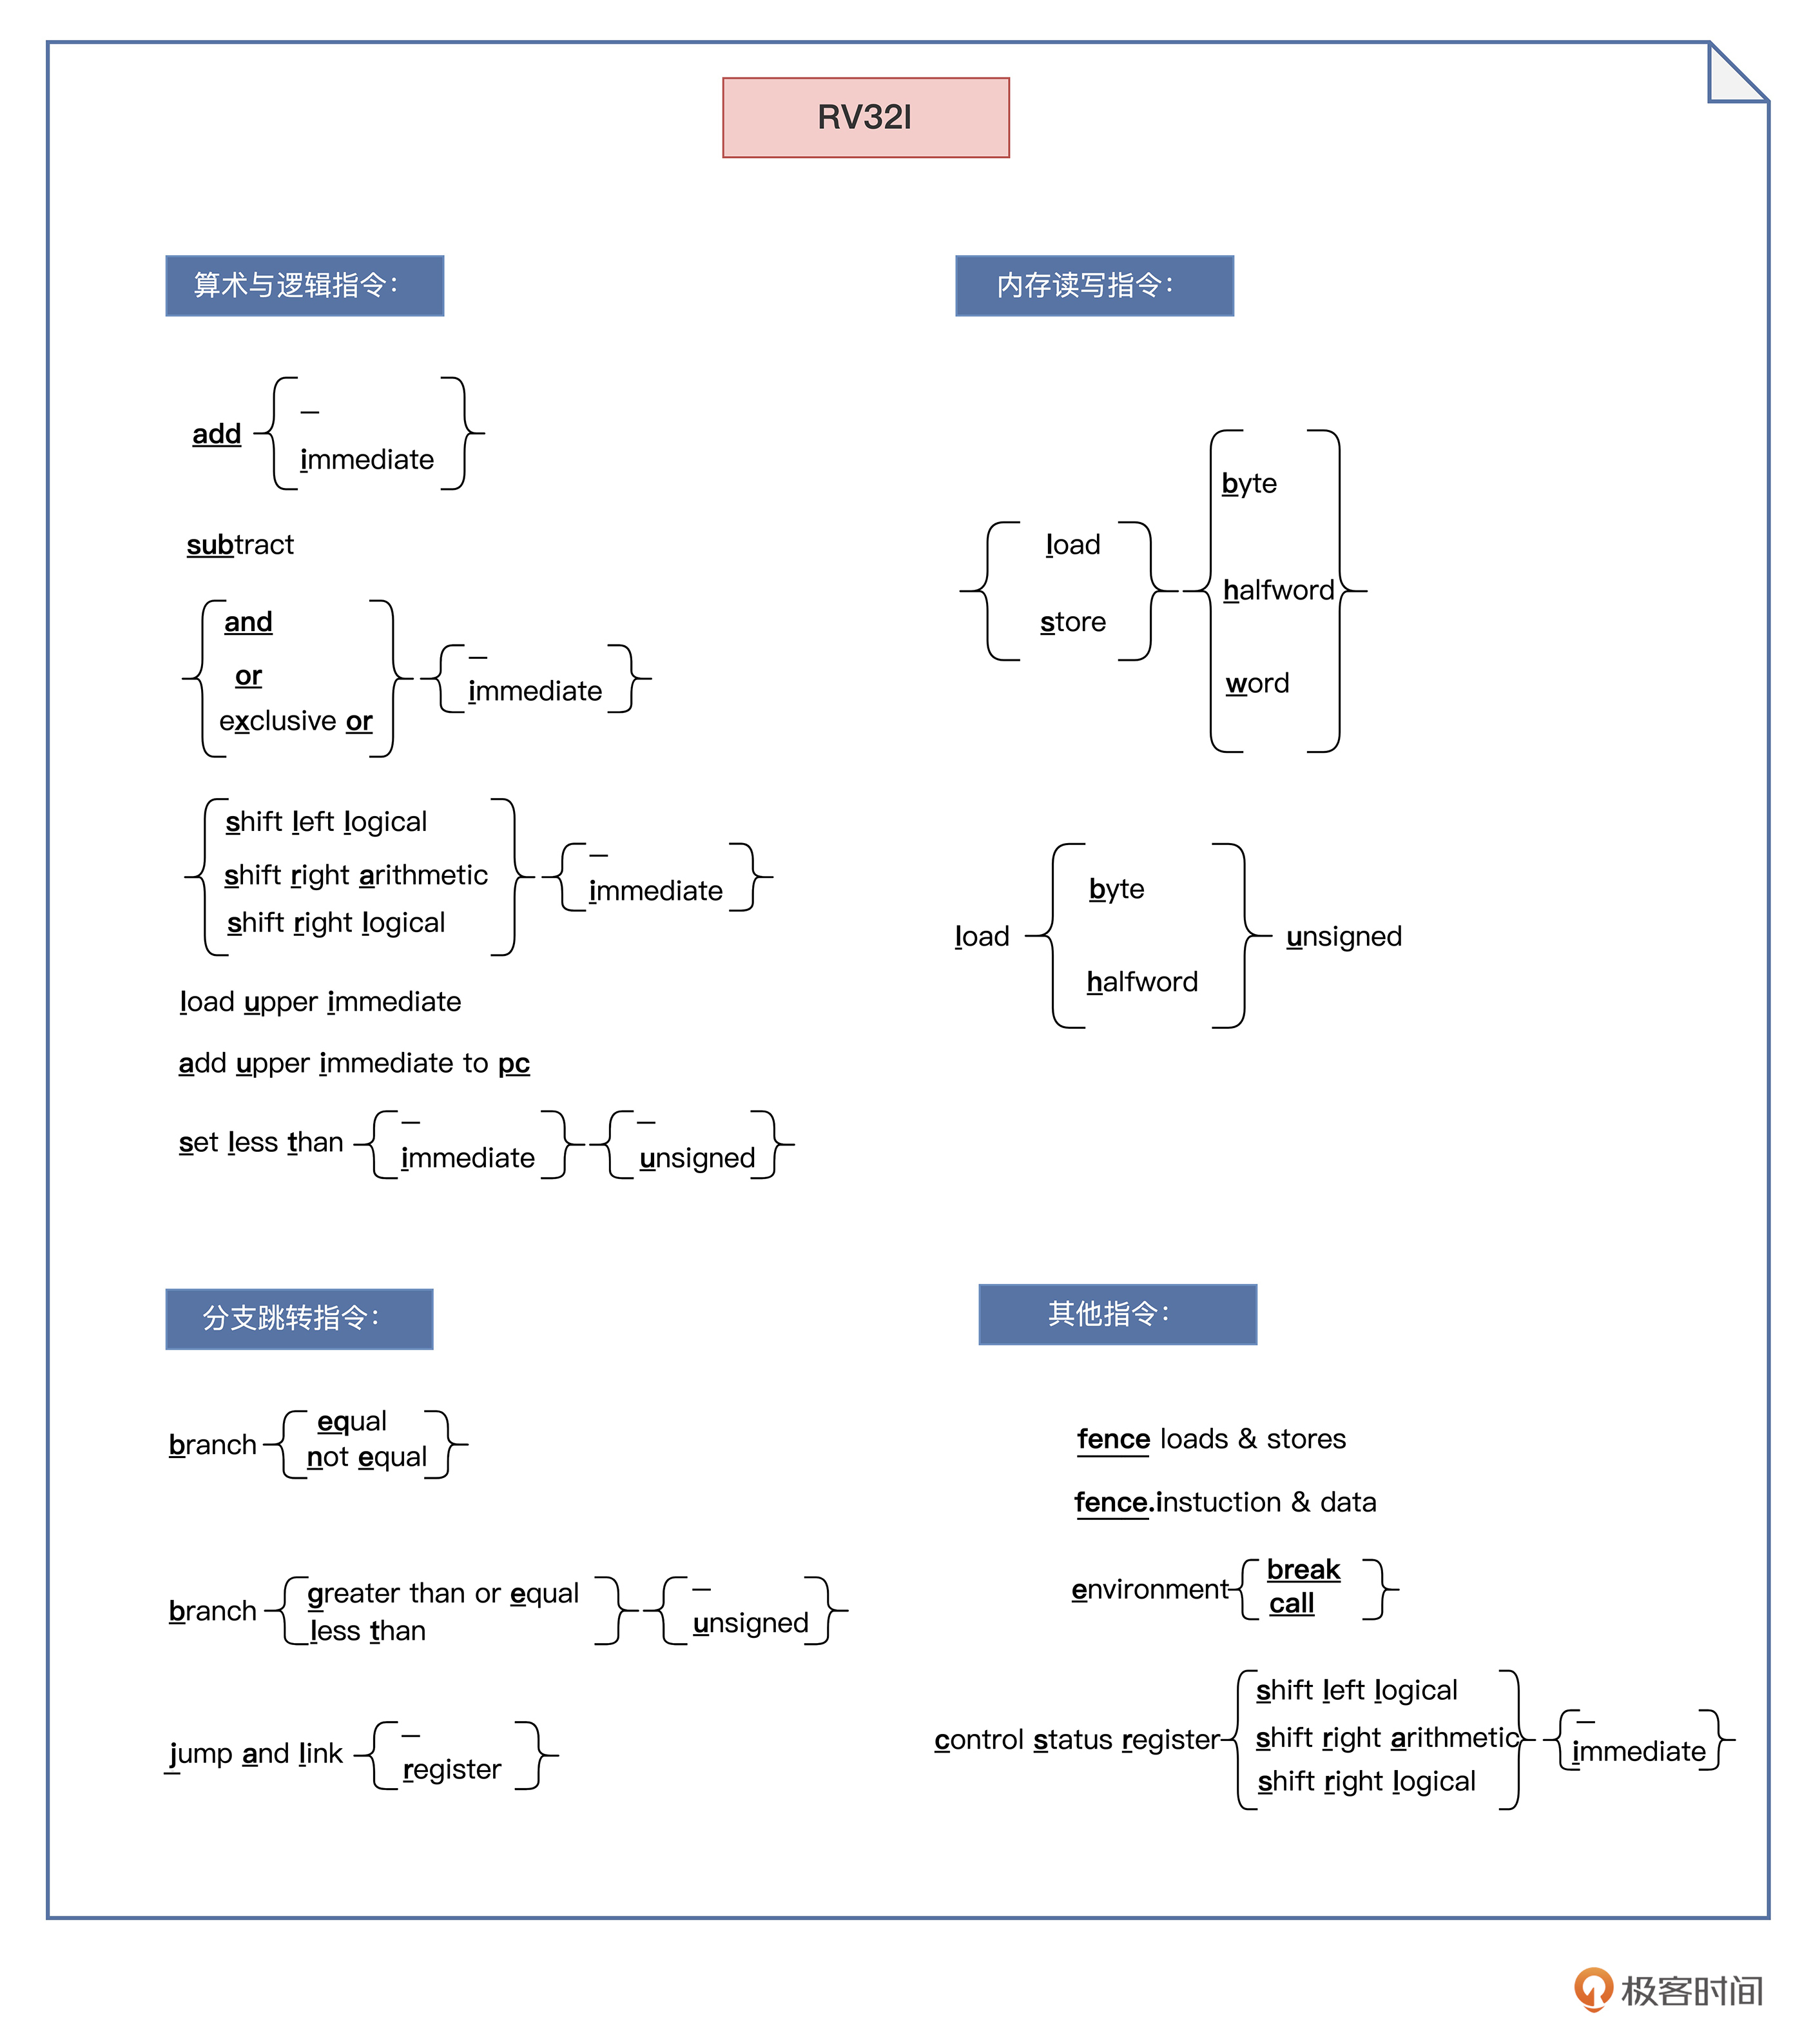 RV32I
算术与逻辑指令：
add
_
immediate
subtract
and
or
exclusive or
_
immediate
shift left logical
shift right arithmetic
shift right logical
_
immediate
load upper immediate
add upper immediate to pc
set less than
_
immediate
_
unsigned
内存读写指令：
load
store
byte
halfword
word
load
byte
halfword
unsigned
分支跳转指令：
branch
equal
not equal
branch
greater than or equal
less than
_
unsigned
jump and link
_
register
其他指令：
fence loads & stores
fence.instuction & data
environment
break
call
control status register
shift left logical
shift right arithmetic
shift right logical
_
immediate
极客时间